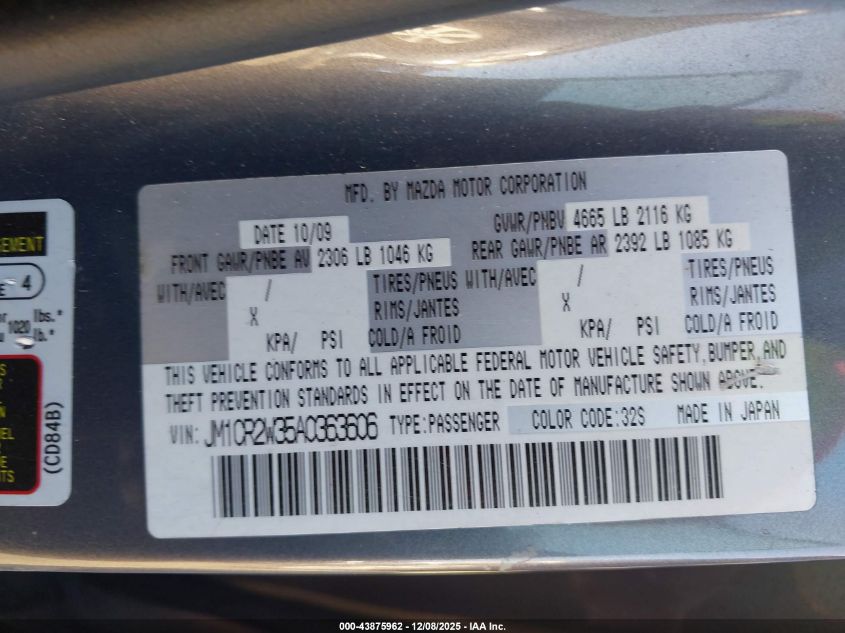 MFD. BY MAZDA MOTOR CORPORATION
DATE 10/09
GVWR/PNBV 4665 LB 2116 KG
FRONT GAWR/PNBE AV 2306 LB 1046 KG
REAR GAWR/PNBE AR 2392 LB 1085 KG
WITH/AVEC / TIRES/PNEUS WITH/AVEC / TIRES/PNEUS
X RIMS/JANTES X RIMS/JANTES
KPA/ PSI COLD/A FROID KPA/ PSI COLD/A FROID
THIS VEHICLE CONFORMS TO ALL APPLICABLE FEDERAL MOTOR VEHICLE SAFETY, BUMPER, AND
THEFT PREVENTION STANDARDS IN EFFECT ON THE DATE OF MANUFACTURE SHOWN ABOVE.
VIN: JM1CR2W35A0363606 TYPE:PASSENGER COLOR CODE:32S MADE IN JAPAN
4
1020 lbs.*
lb.*
(CD84B)
000-43875962 - 12/08/2025 - IAA Inc.